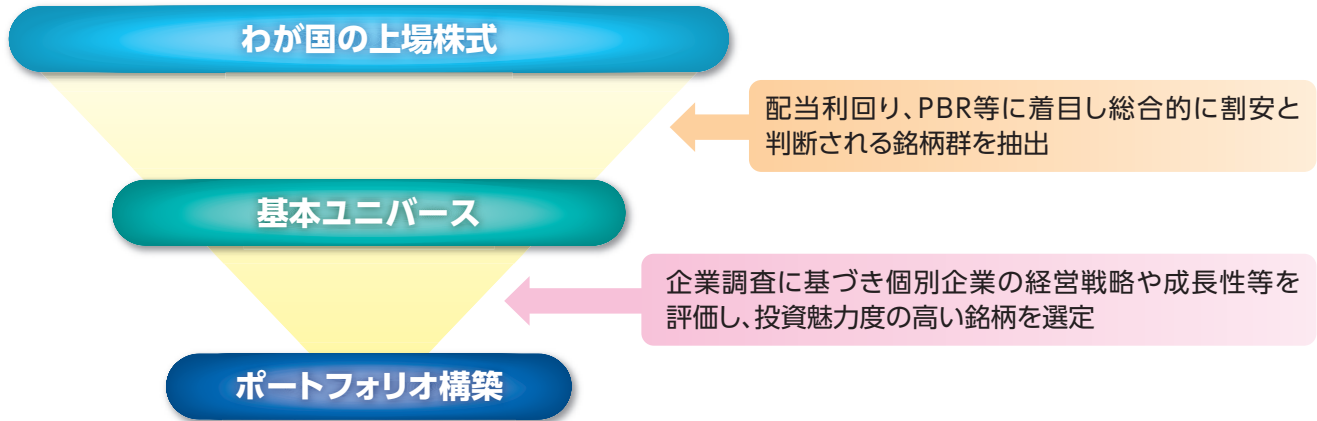 わが国の上場株式
配当利回り、PBR等に着目し総合的に割安と
判断される銘柄群を抽出
基本ユニバース
企業調査に基づき個別企業の経営戦略や成長性等を
評価し、投資魅力度の高い銘柄を選定
ポートフォリオ構築